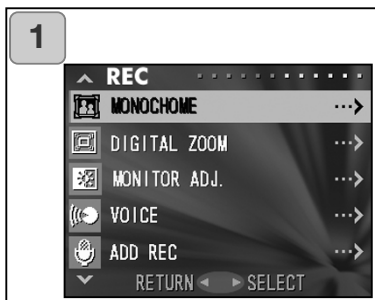 1
REC
MONOCHOME
DIGITAL ZOOM
MONITOR ADJ.
VOICE
ADD REC
RETURN SELECT